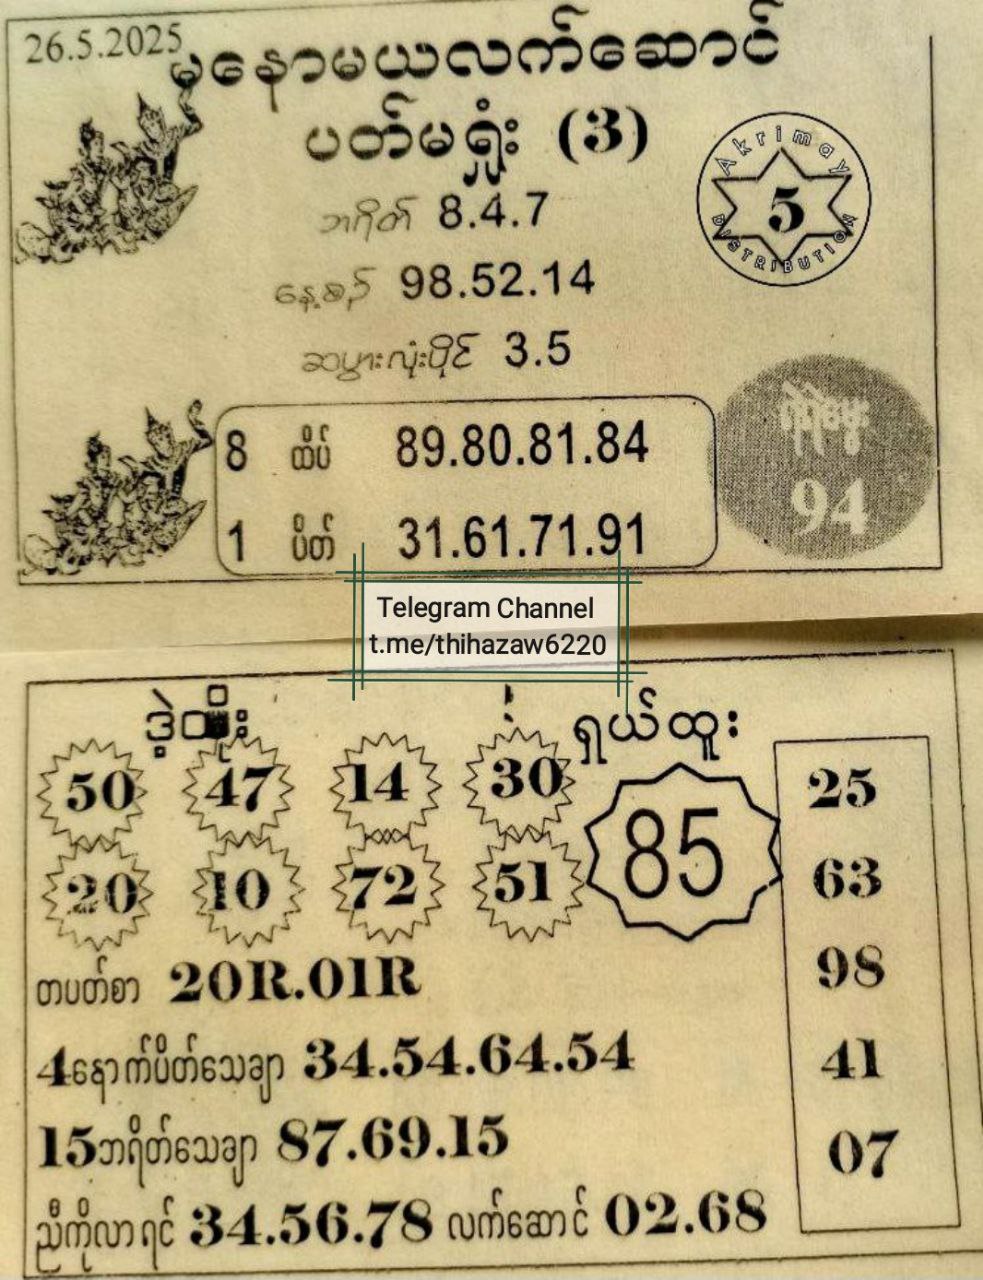 26.5.2025
မနောမယလက်ဆောင်
ပတ်မရှုံး (3)
Akrimay
5
DISTRIBUTION
ဘရိတ် 8.4.7
နေ့စဉ် 98.52.14
ဆပွားလုံးပိုင် 3.5
8 ထိပ် 89.80.81.84
1 ပိတ် 31.61.71.91
94
Telegram Channel
t.me/thihazaw6220
ဒဲ့ထိုး
ရှယ်ထူး
50 47 14 30
20 10 72 51
85
25
63
98
41
07
တပတ်စာ 20R.01R
4နောက်ပိတ်သေချာ 34.54.64.54
15ဘရိတ်သေချာ 87.69.15
ညီကိုလာရင် 34.56.78 လက်ဆောင် 02.68